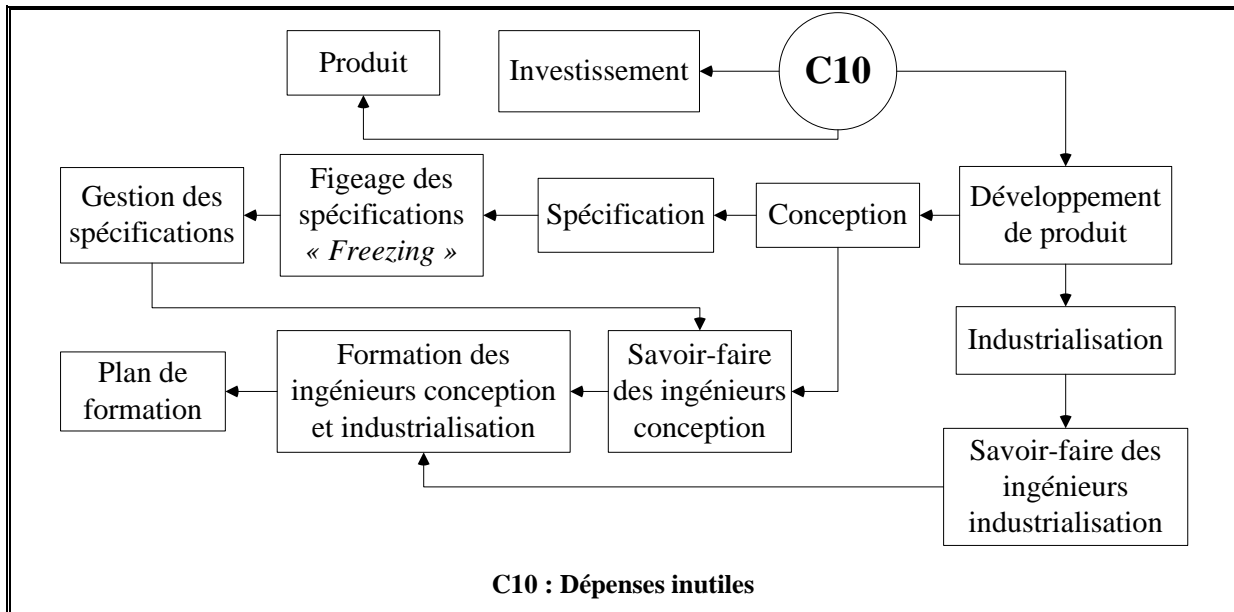 Produit
Investissement
C10
Gestion des
spécifications
Figeage des
spécifications
« Freezing »
Spécification
Conception
Développement
de produit
Industrialisation
Plan de
formation
Formation des
ingénieurs conception
et industrialisation
Savoir-faire
des ingénieurs
conception
Savoir-faire des
ingénieurs
industrialisation
C10 : Dépenses inutiles